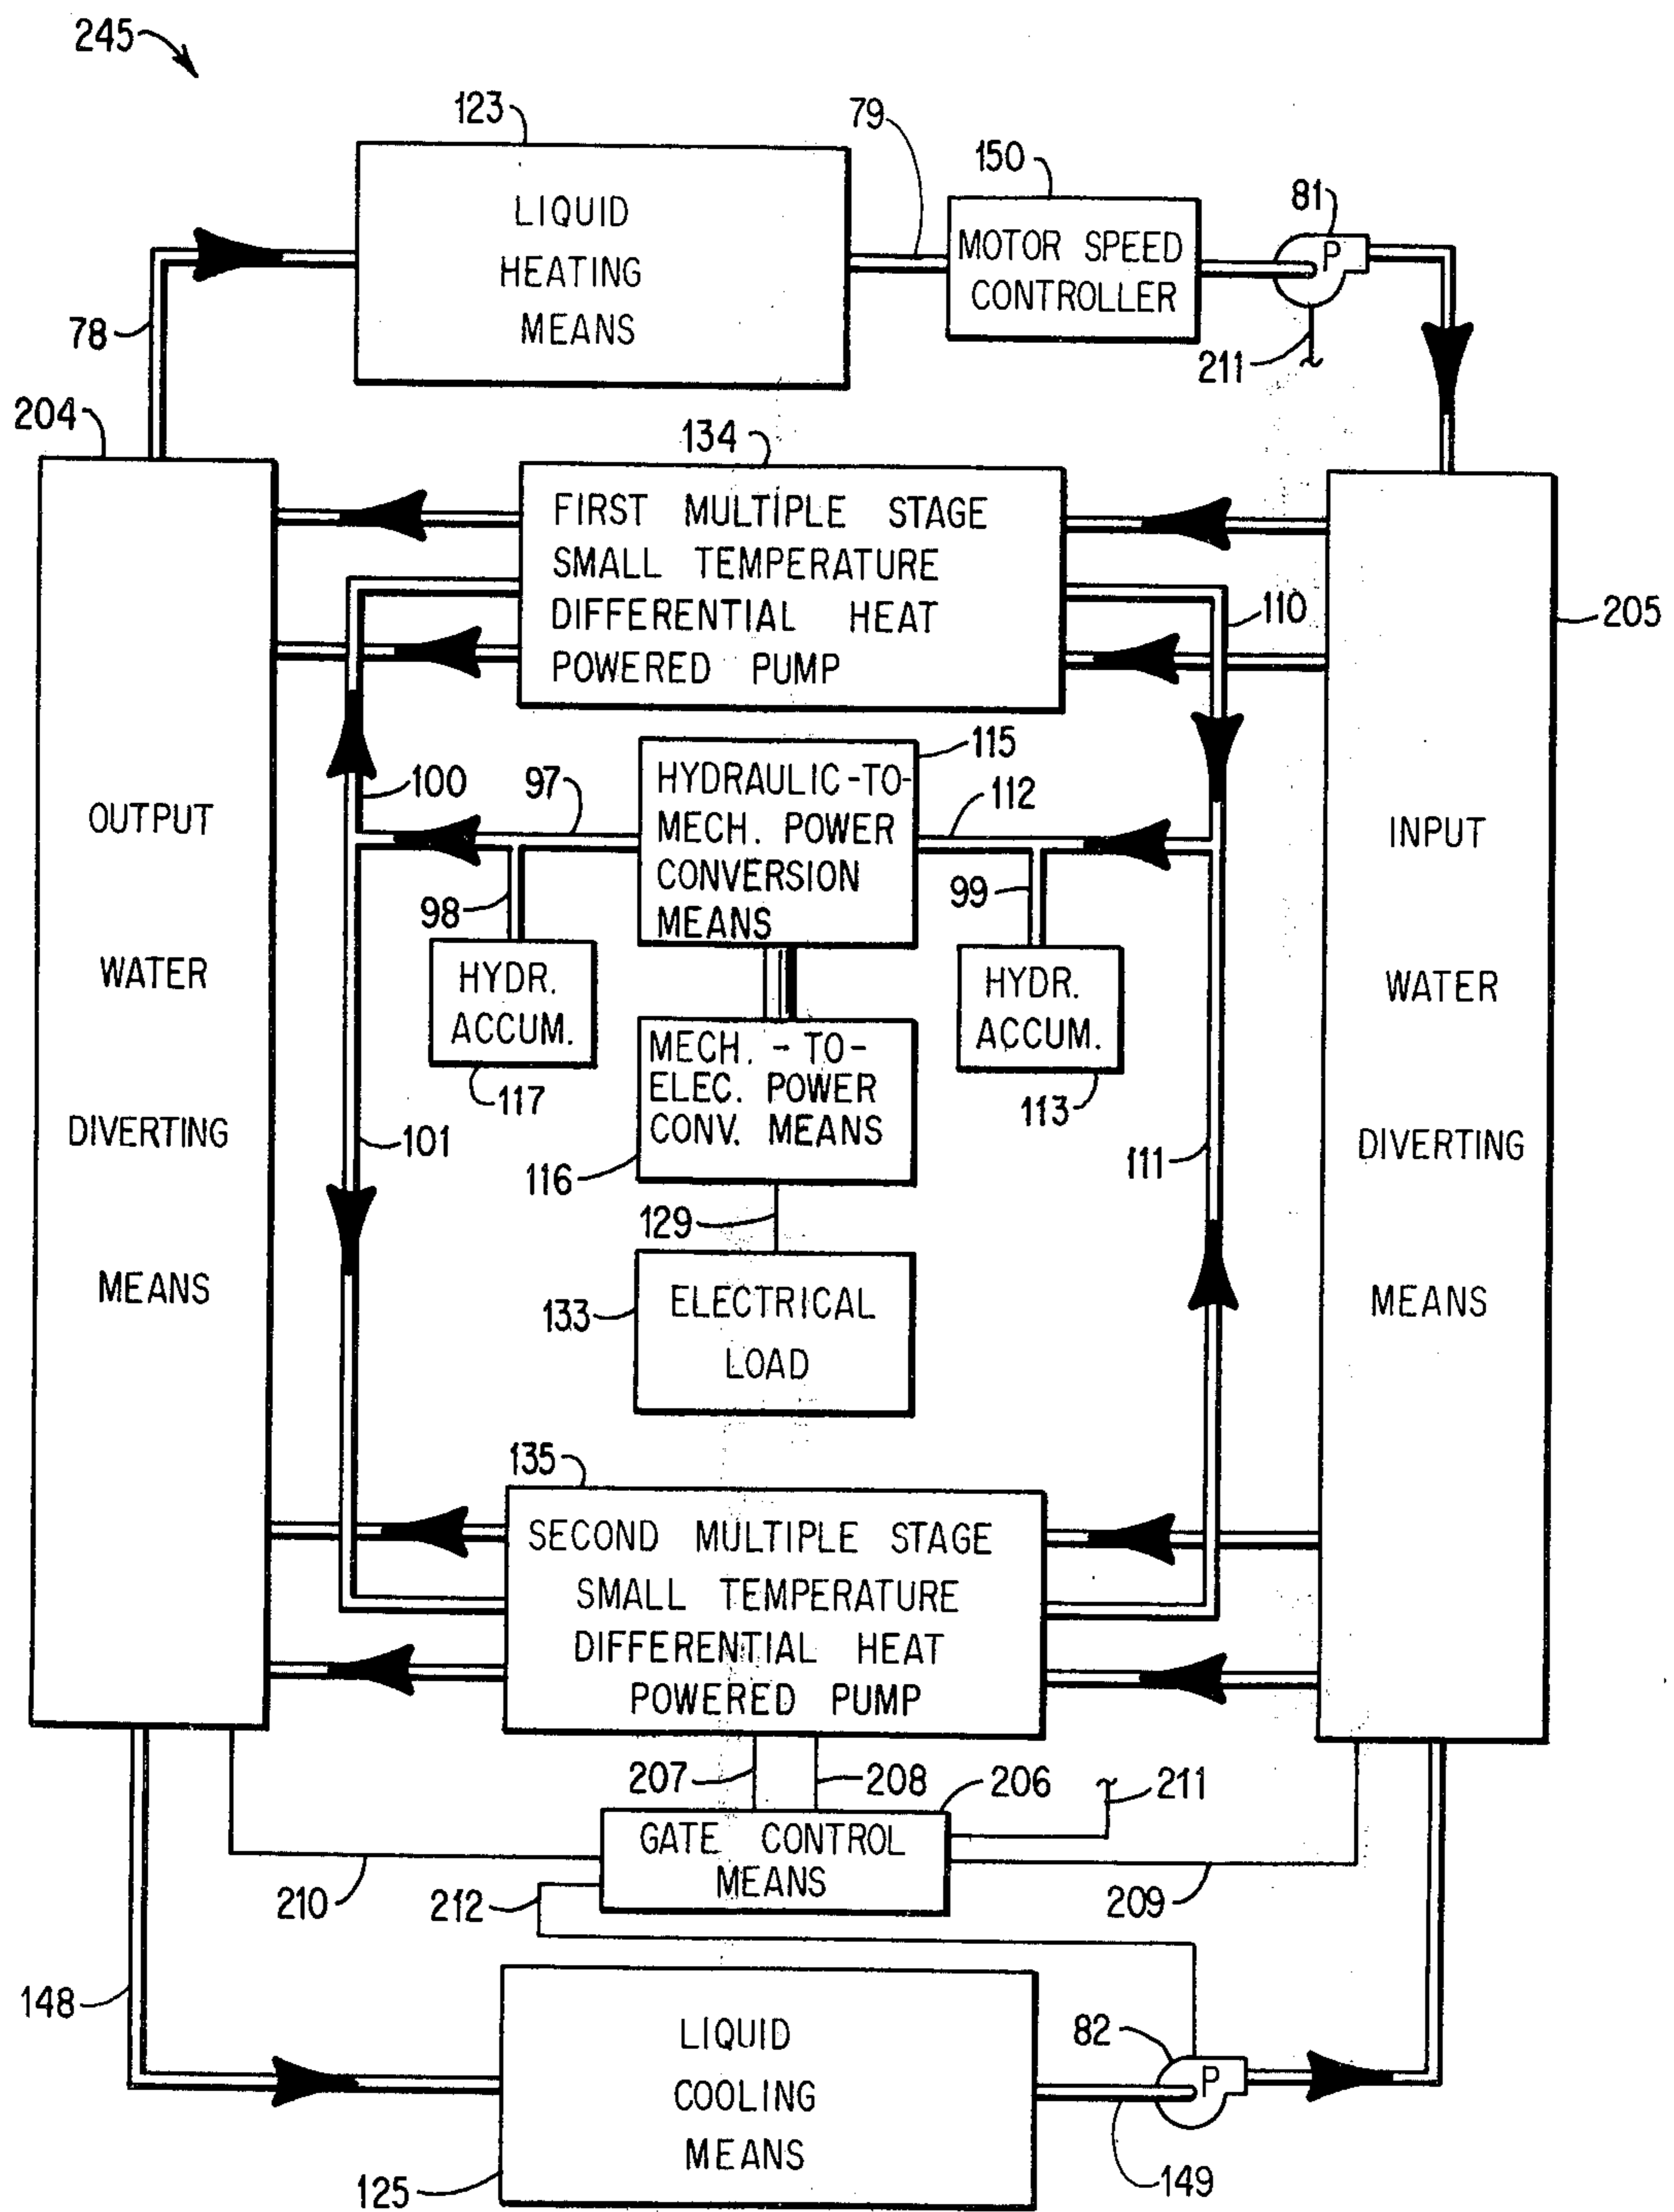 245
123
79
150
81
LIQUID
HEATING
MEANS
MOTOR SPEED
CONTROLLER
P
78
211
204
134
FIRST MULTIPLE STAGE
SMALL TEMPERATURE
DIFFERENTIAL HEAT
POWERED PUMP
110
205
115
100
97
HYDRAULIC-TO-
MECH. POWER
CONVERSION
MEANS
112
OUTPUT
WATER
DIVERTING
MEANS
INPUT
WATER
DIVERTING
MEANS
98
99
HYDR.
ACCUM.
117
HYDR.
ACCUM.
113
MECH. - TO-
ELEC. POWER
CONV. MEANS
101
116
111
129
133
ELECTRICAL
LOAD
135
SECOND MULTIPLE STAGE
SMALL TEMPERATURE
DIFFERENTIAL HEAT
POWERED PUMP
207
208
206
211
GATE CONTROL
MEANS
210
212
209
148
LIQUID
COOLING
MEANS
82
P
125
149